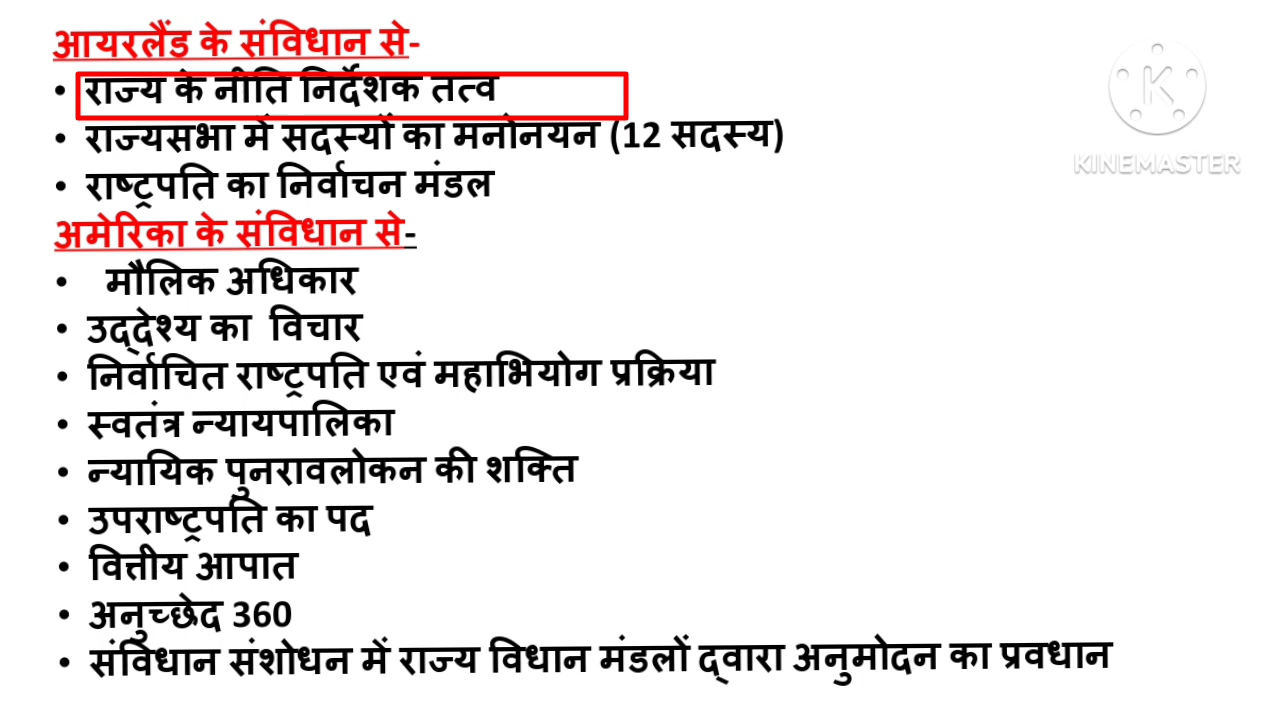 आयरलैंड के संविधान से-
• राज्य के नीति निर्देशक तत्व
• राज्यसभा में सदस्यों का मनोनयन (12 सदस्य)
• राष्ट्रपति का निर्वाचन मंडल
अमेरिका के संविधान से-
• मौलिक अधिकार
• उद्देश्य का विचार
• निर्वाचित राष्ट्रपति एवं महाभियोग प्रक्रिया
• स्वतंत्र न्यायपालिका
• न्यायिक पुनरावलोकन की शक्ति
• उपराष्ट्रपति का पद
• वित्तीय आपात
• अनुच्छेद 360
• संविधान संशोधन में राज्य विधान मंडलों द्वारा अनुमोदन का प्रवधान
K
KINEMASTER